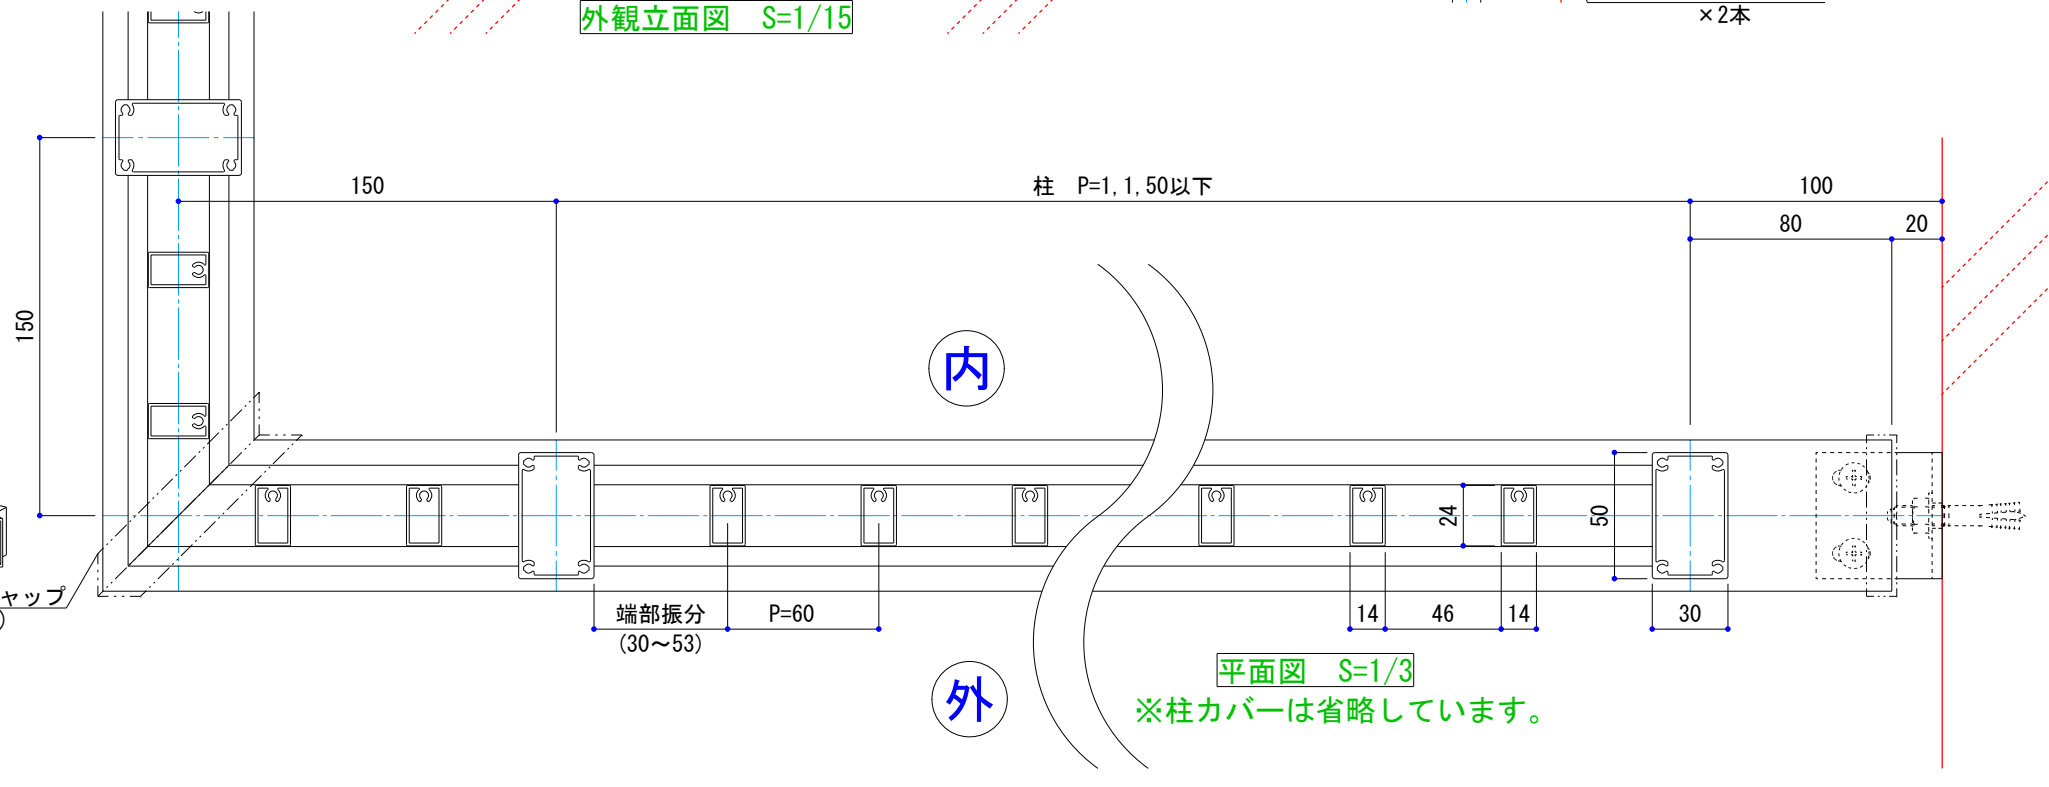 外観立面図 S=1/15
×2本
150
柱 P=1,1,50以下
100
80
20
150
内
24
50
ャップ
)
端部振分
(30～53)
P=60
14
46
14
30
外
平面図 S=1/3
※柱カバーは省略しています。